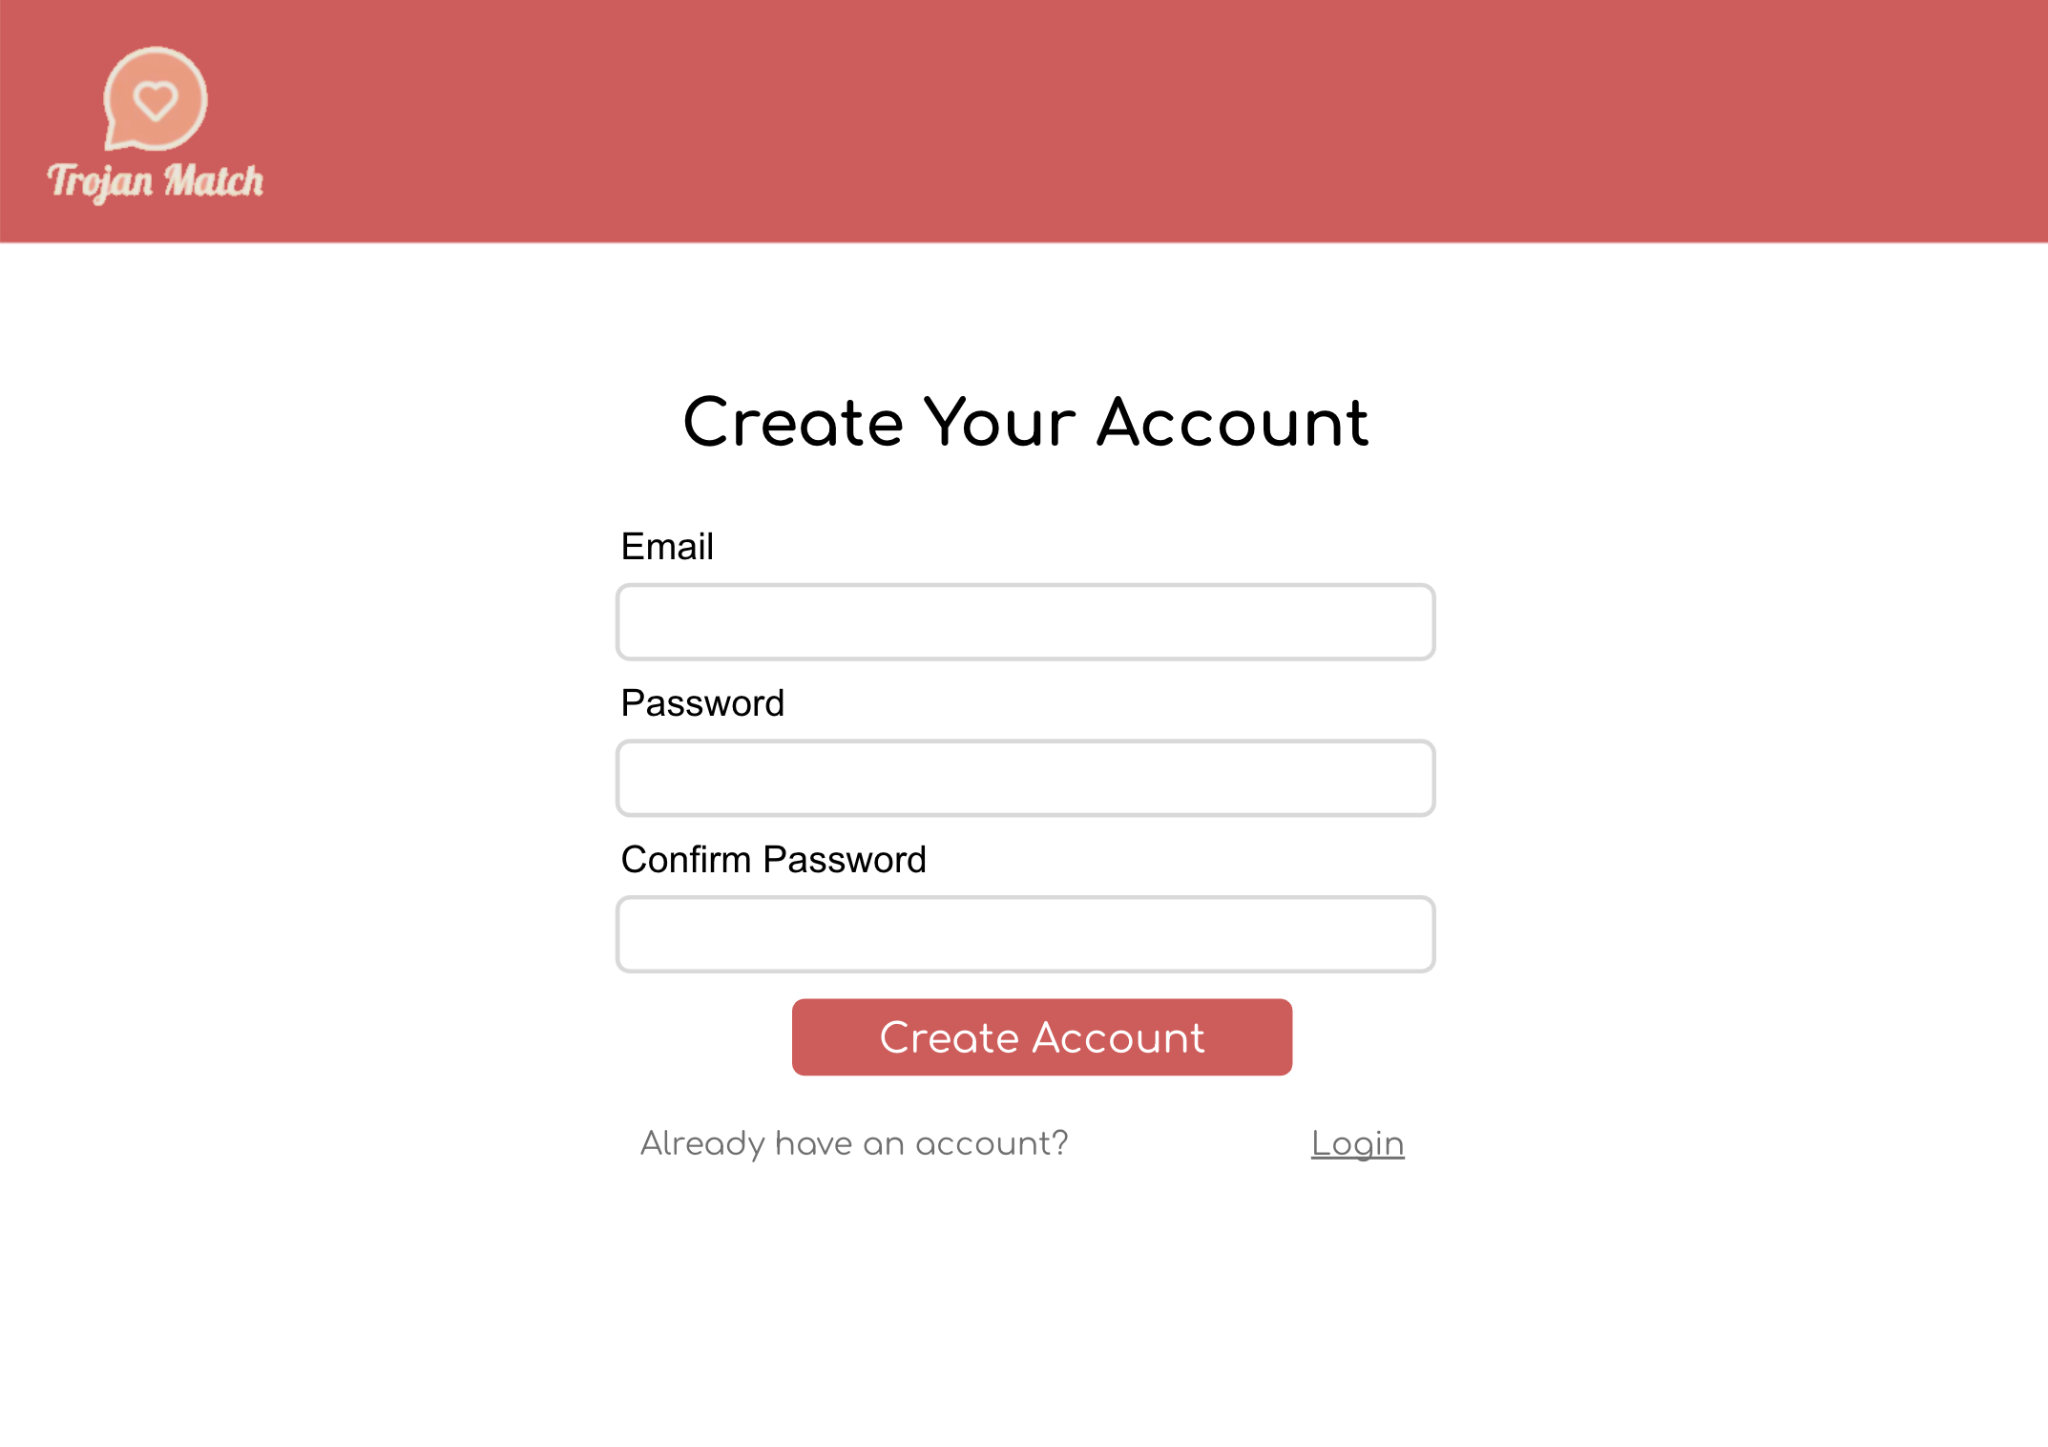 Trojan Match
Create Your Account
Email
Password
Confirm Password
Create Account
Already have an account? Login